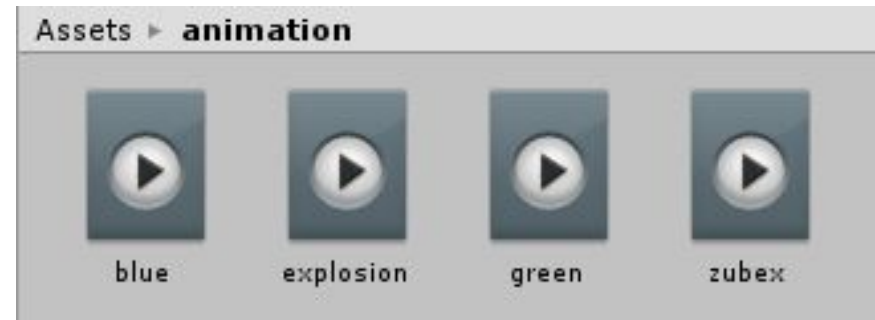 Assets ▸ animation
blue explosion green zubex